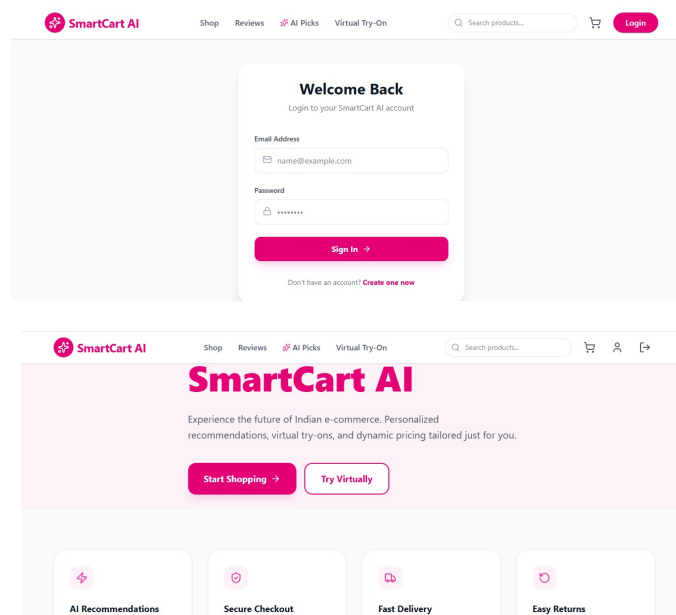 SmartCart AI Shop Reviews AI Picks Virtual Try-On Search products... Login
Welcome Back
Login to your SmartCart AI account
Email Address
name@example.com
Password
••••••••
Sign In →
Don't have an account? Create one now
SmartCart AI Shop Reviews AI Picks Virtual Try-On Search products...
SmartCart AI
Experience the future of Indian e-commerce. Personalized
recommendations, virtual try-ons, and dynamic pricing tailored just for you.
Start Shopping → Try Virtually
AI Recommendations Secure Checkout Fast Delivery Easy Returns